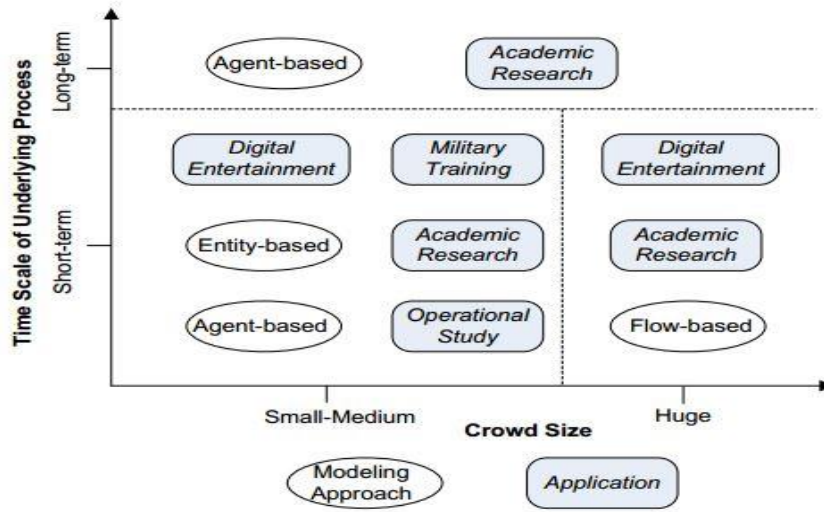 Time Scale of Underlying Process
Long-term
Short-term
Agent-based
Academic
Research
Digital
Entertainment
Military
Training
Digital
Entertainment
Entity-based
Academic
Research
Academic
Research
Agent-based
Operational
Study
Flow-based
Small-Medium
Huge
Crowd Size
Modeling
Approach
Application